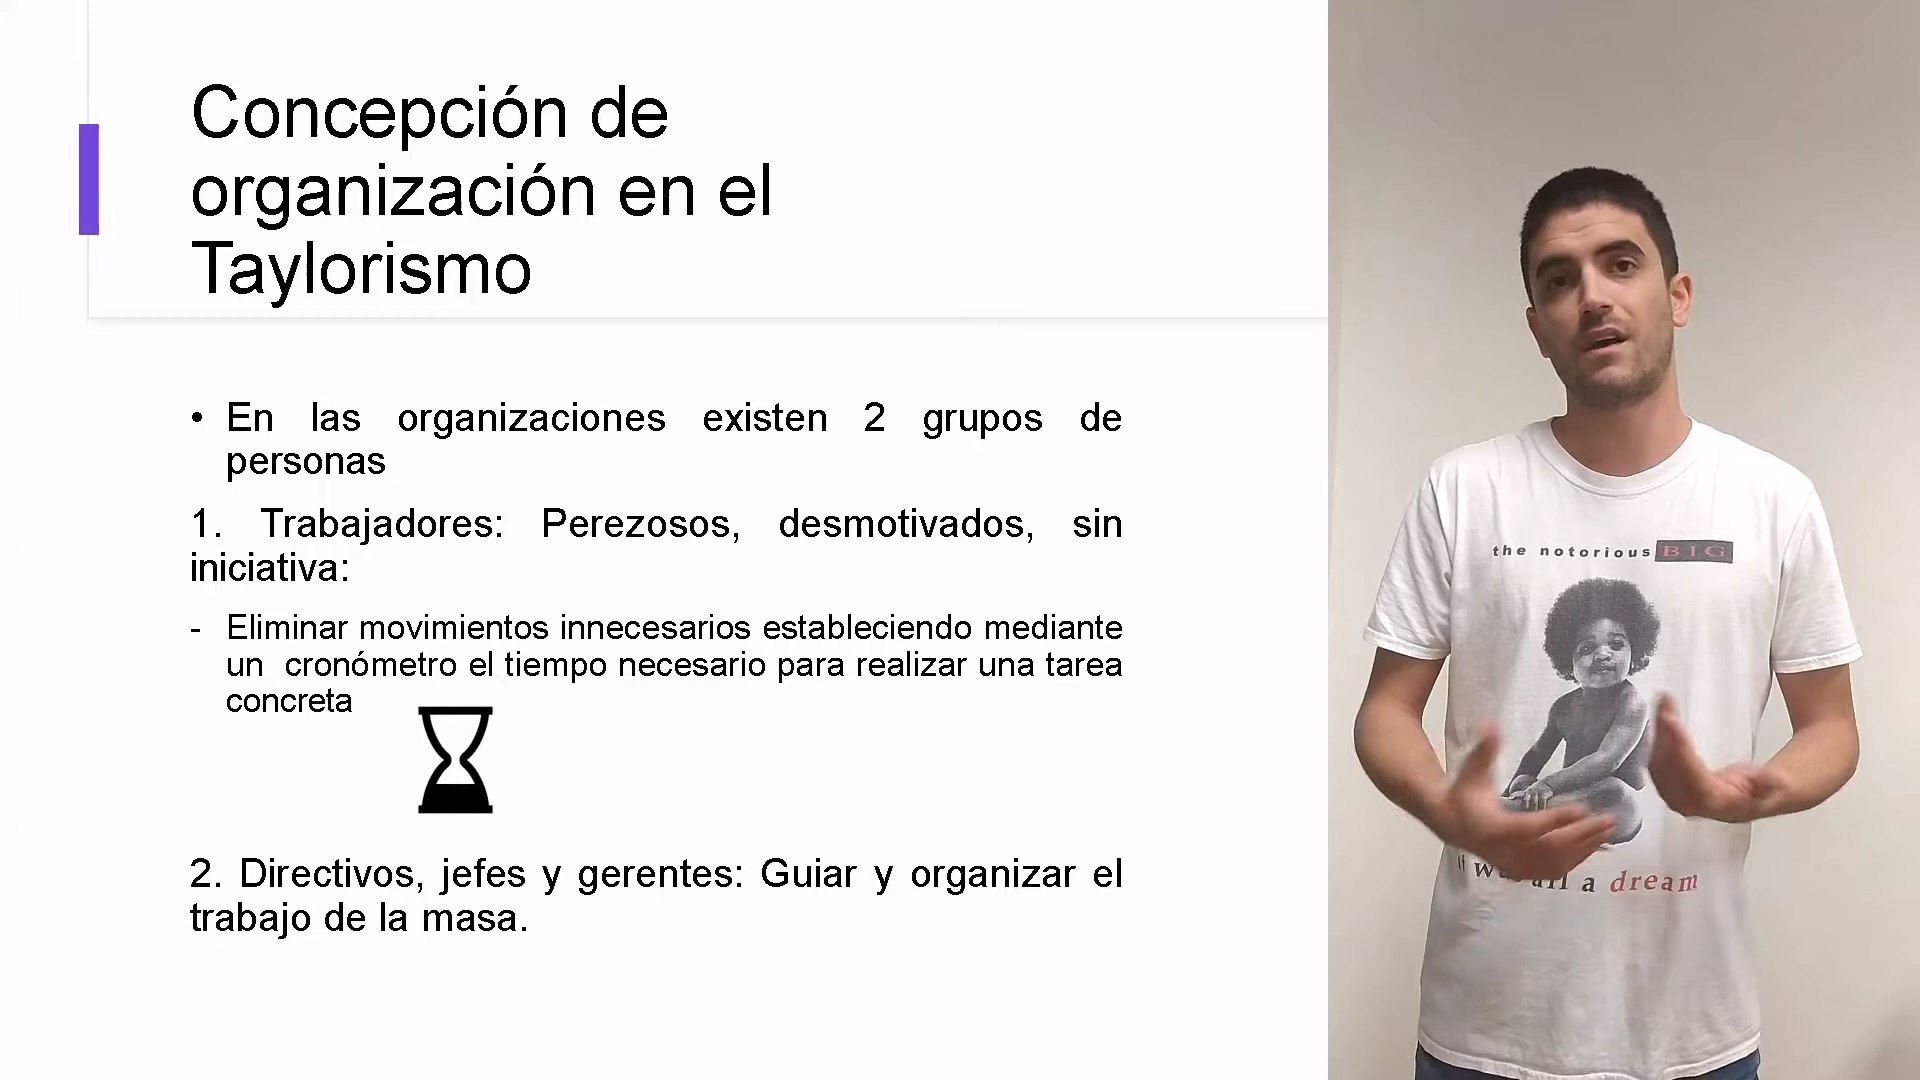 Concepción de
organización en el
Taylorismo
• En las organizaciones existen 2 grupos de
personas
1. Trabajadores: Perezosos, desmotivados, sin
iniciativa:
- Eliminar movimientos innecesarios estableciendo mediante
un cronómetro el tiempo necesario para realizar una tarea
concreta
2. Directivos, jefes y gerentes: Guiar y organizar el
trabajo de la masa.
the notorious BIG
a dream